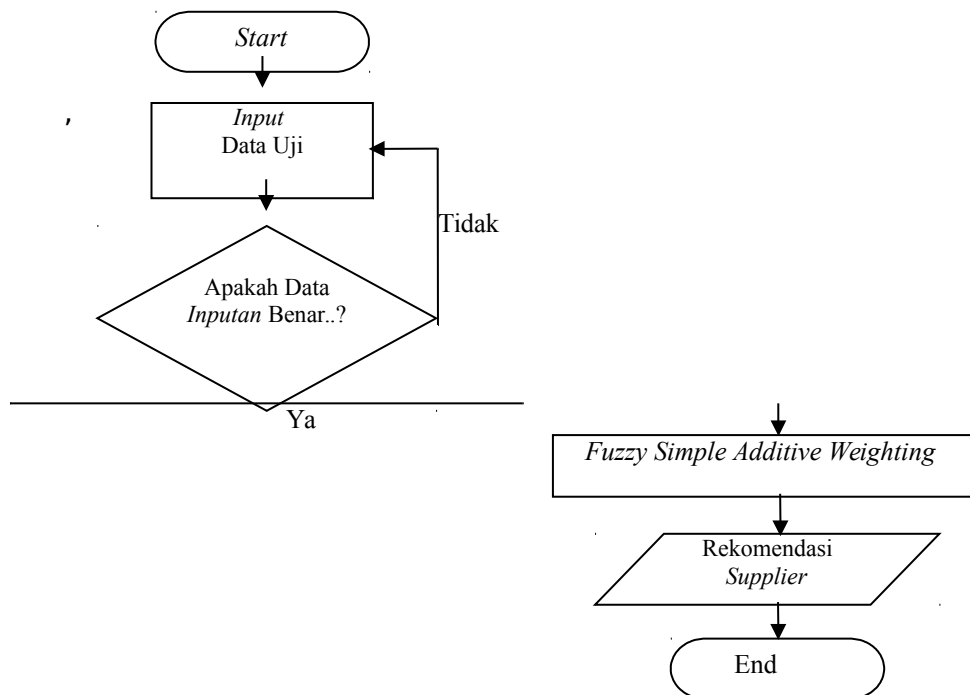 Start
,
Input
Data Uji
Tidak
Apakah Data
Inputan Benar..?
Ya
Fuzzy Simple Additive Weighting
Rekomendasi
Supplier
End